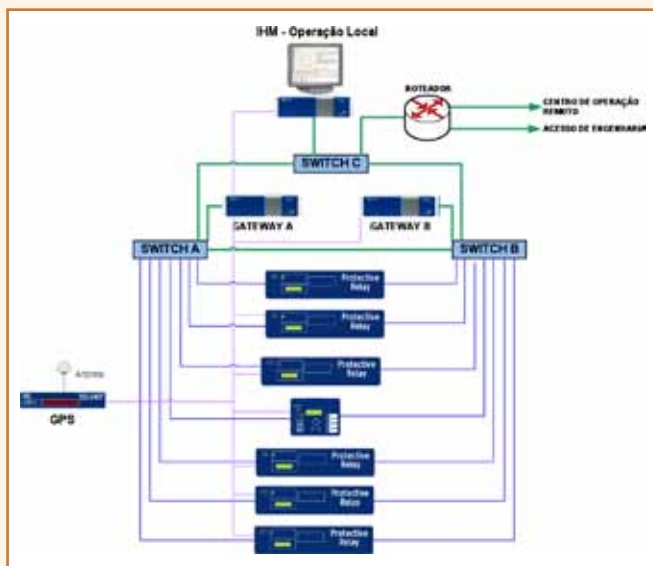 IHM - Operação Local
ROTEADOR
CENTRO DE OPERAÇÃO
REMOTO
ACESSO DE ENGENHARIA
SWITCH C
GATEWAY A
GATEWAY B
SWITCH A
SWITCH B
Protective
Relay
Protective
Relay
Protective
Relay
Antena
GPS
Protective
Relay
Protective
Relay
Protective
Relay